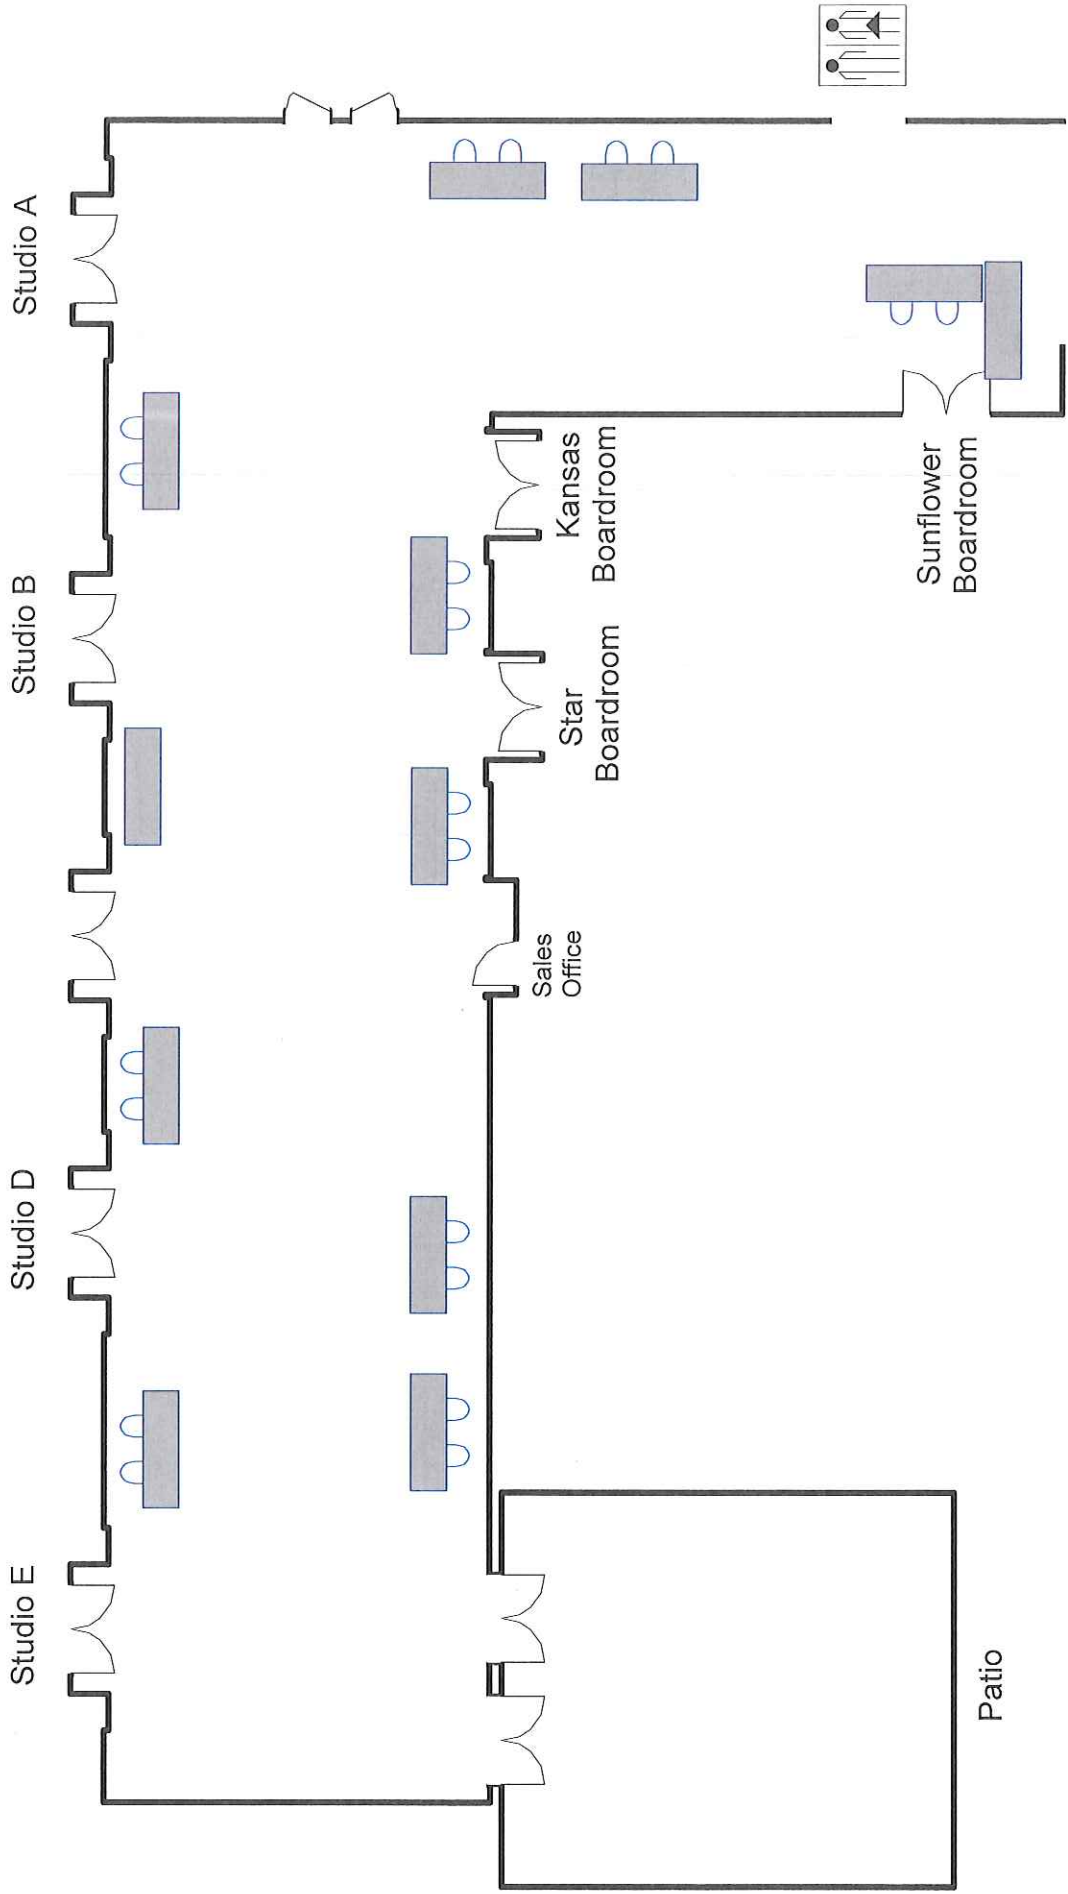 Studio E
Studio D
Studio B
Studio A
Sales
Office
Star
Boardroom
Kansas
Boardroom
Patio
Sunflower
Boardroom